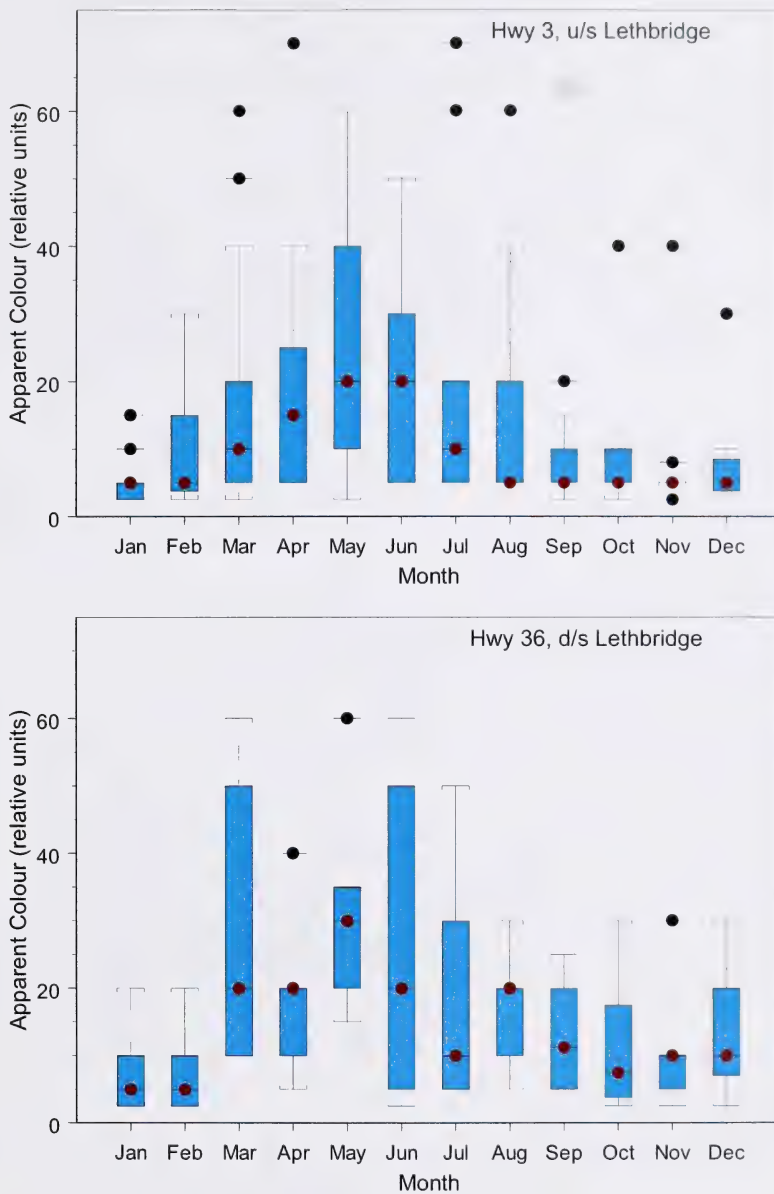 Hwy 3, u/s Lethbridge
Apparent Colour (relative units)
60
40
20
0
Jan Feb Mar Apr May Jun Jul Aug Sep Oct Nov Dec
Month
Hwy 36, d/s Lethbridge
Apparent Colour (relative units)
60
40
20
0
Jan Feb Mar Apr May Jun Jul Aug Sep Oct Nov Dec
Month